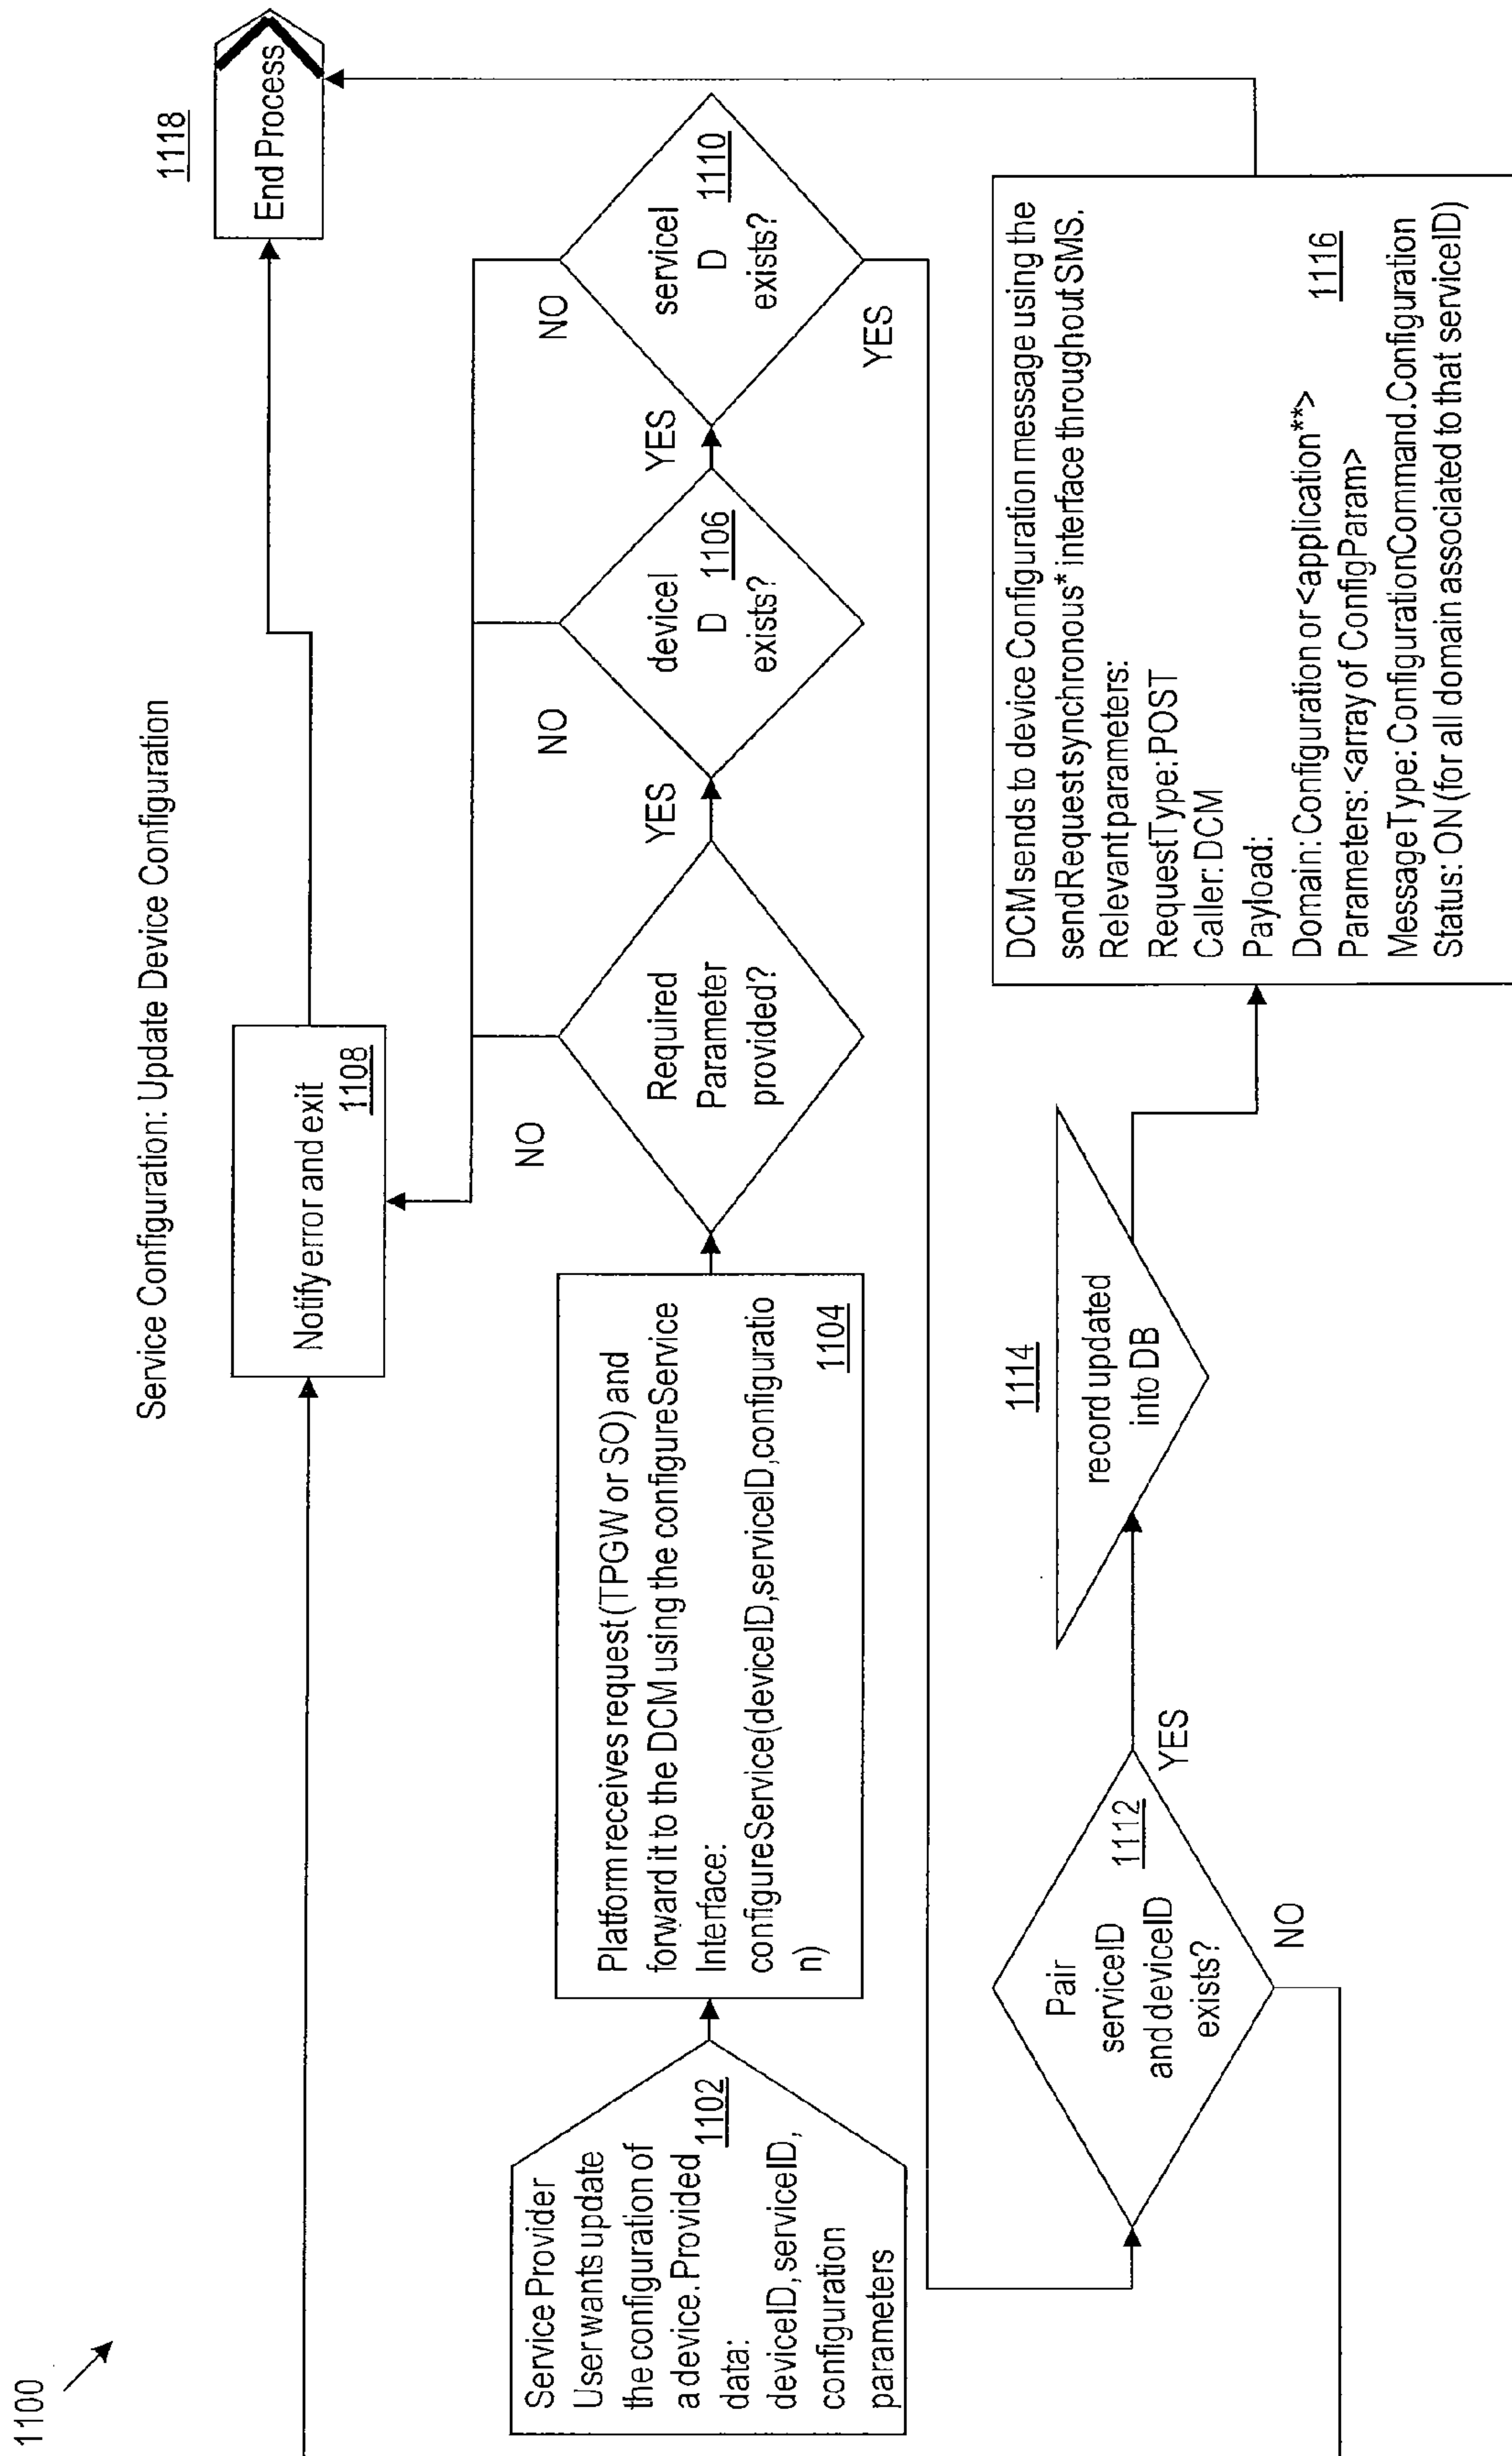 1100
Service Configuration: Update Device Configuration
Notify error and exit
1108
1118
End Process
Service Provider
User wants update
the configuration of
a device. Provided
data:
1102
deviceID, serviceID,
configuration
parameters
Platform receives request (TPGW or SO) and
forward it to the DCM using the configureService
Interface:
configureService(deviceID,serviceID,configuratio
n)
1104
Required
Parameter
provided?
NO
YES
deviceI
D
1106
exists?
NO
YES
serviceI
D
1110
exists?
NO
YES
Pair
serviceID
and deviceID
exists?
1112
YES
NO
1114
record updated
into DB
DCM sends to device Configuration message using the
sendRequest synchronous* interface throughout SMS.
Relevant parameters:
RequestType: POST
Caller: DCM
Payload:
Domain: Configuration or <application**>
Parameters: <array of ConfigParam>
MessageType: ConfigurationCommand.Configuration
Status: ON (for all domain associated to that serviceID)
1116